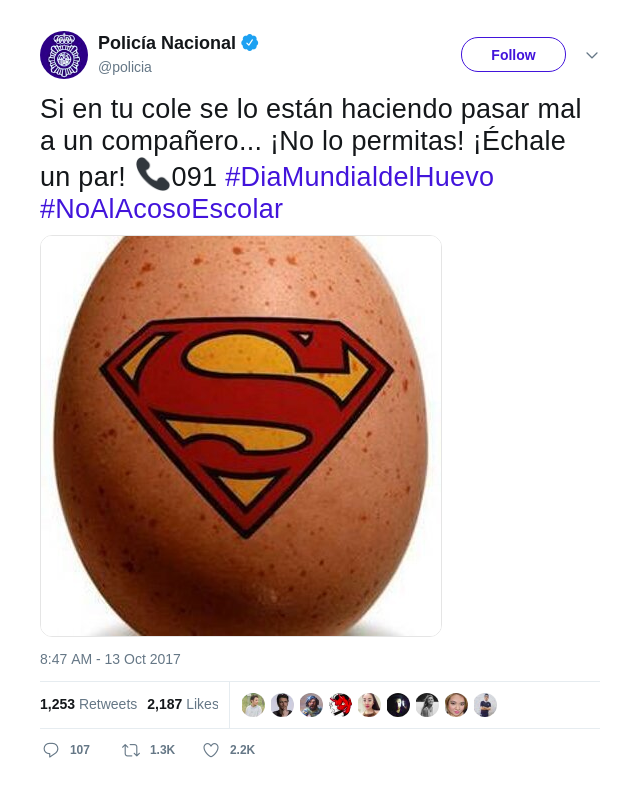 Policía Nacional
@policia
Follow
Si en tu cole se lo están haciendo pasar mal
a un compañero... ¡No lo permitas! ¡Échale
un par! 📞091 #DiaMundialdelHuevo
#NoAlAcosoEscolar
S
8:47 AM - 13 Oct 2017
1,253 Retweets 2,187 Likes
107 1.3K 2.2K